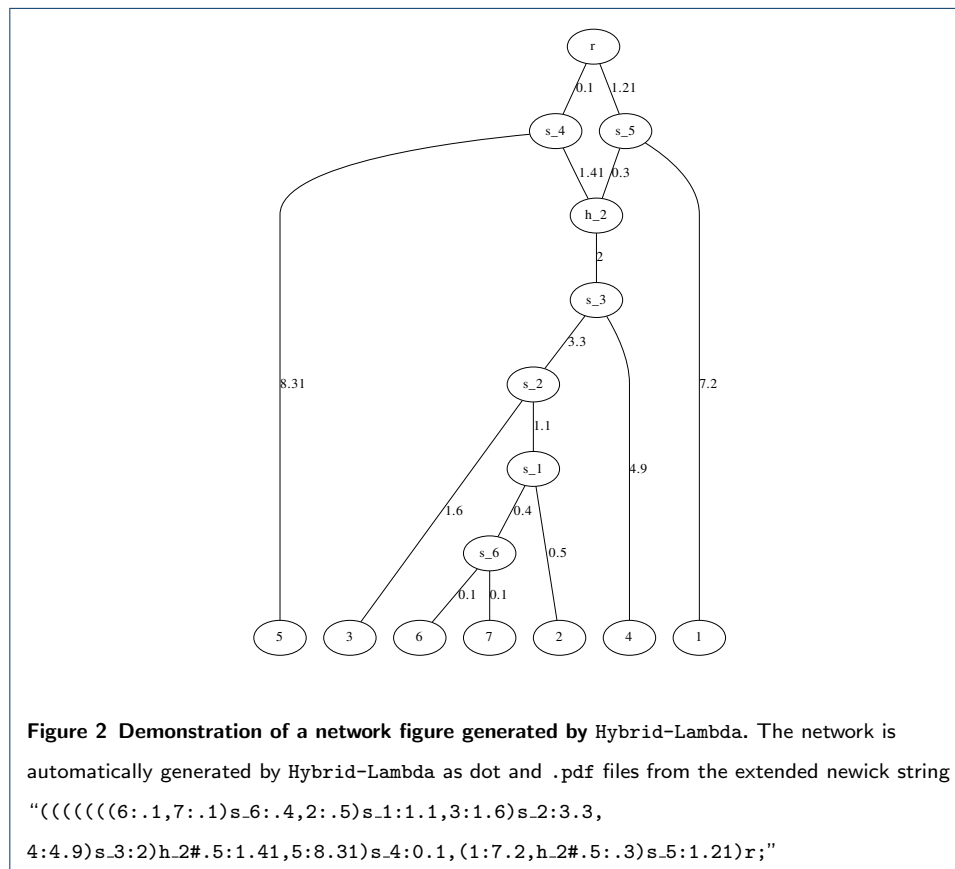 r
0.1 1.21
s_4 s_5
1.41 0.3
h_2
2
s_3
3.3
8.31 s_2 7.2
1.1
s_1 4.9
1.6 0.4
s_6 0.5
0.1 0.1
5 3 6 7 2 4 1
Figure 2 Demonstration of a network figure generated by Hybrid-Lambda. The network is
automatically generated by Hybrid-Lambda as dot and .pdf files from the extended newick string
“(((((((6:.1,7:.1)s_6:.4,2:.5)s_1:1.1,3:1.6)s_2:3.3,
4:4.9)s_3:2)h_2#.5:1.41,5:8.31)s_4:0.1,(1:7.2,h_2#.5:.3)s_5:1.21)r;”